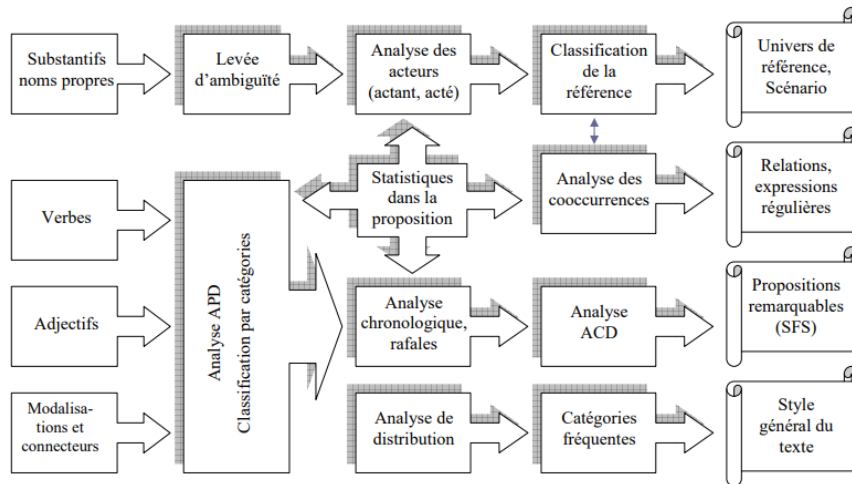 Substantifs
noms propres
Levée
d’ambiguïté
Analyse des
acteurs
(actant, acté)
Classification
de la
référence
Univers de
référence,
Scénario
Verbes
Analyse APD
Classification par catégories
Statistiques
dans la
proposition
Analyse des
cooccurrences
Relations,
expressions
régulières
Adjectifs
Analyse
chronologique,
rafales
Analyse
ACD
Propositions
remarquables
(SFS)
Modalisa-
tions et
connecteurs
Analyse de
distribution
Catégories
fréquentes
Style
général du
texte